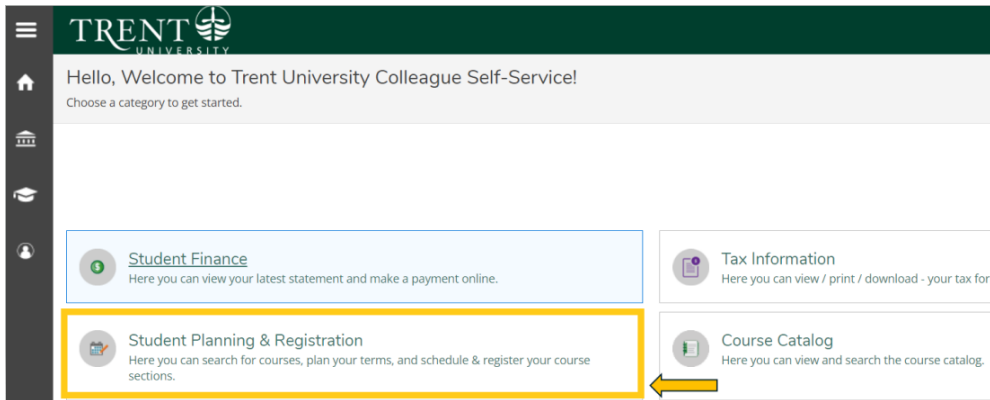 TRENT
UNIVERSITY
Hello, Welcome to Trent University Colleague Self-Service!
Choose a category to get started.
Student Finance
Here you can view your latest statement and make a payment online.
Tax Information
Here you can view / print / download - your tax for
Student Planning & Registration
Here you can search for courses, plan your terms, and schedule & register your course
sections.
Course Catalog
Here you can view and search the course catalog.